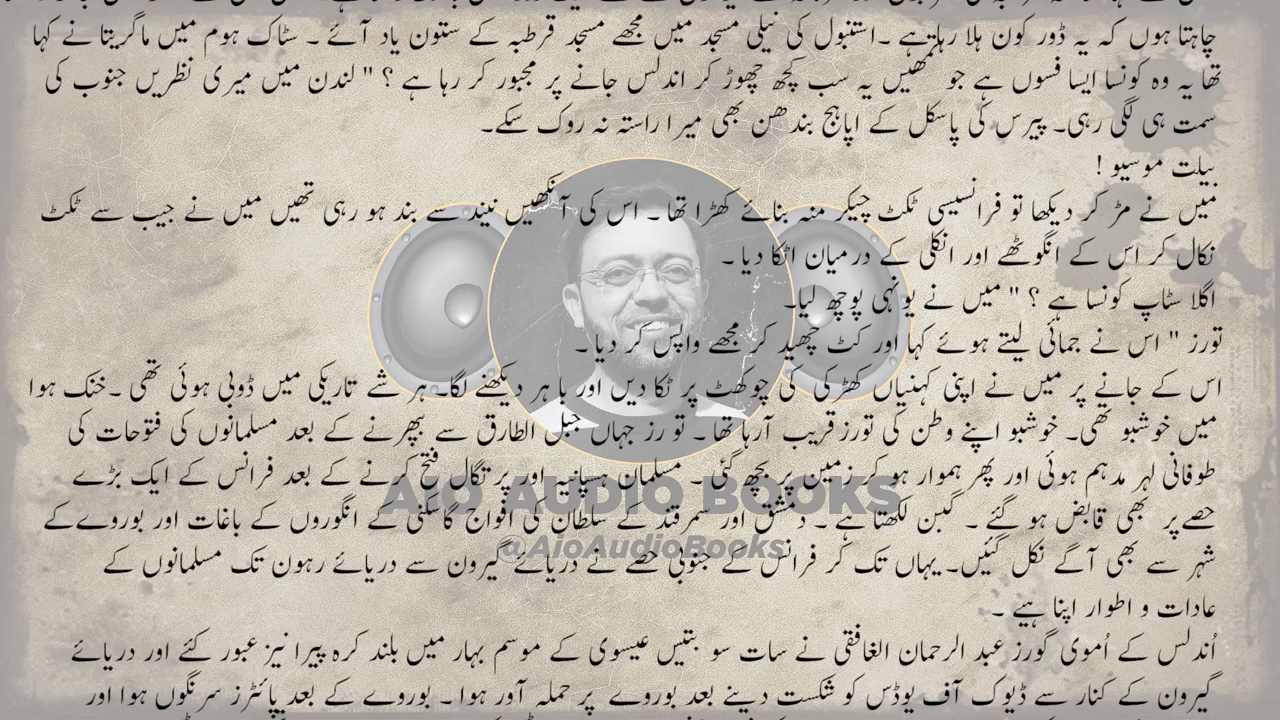 چاہتا ہوں کہ یہ ڈور کون ہلا رہا ہے ۔استنبول کی نیلی مسجد میں مجھے مسجد قرطبہ کے ستون یاد آئے ۔ سٹاک ہوم میں ماگریتا نے کہا
تھا یہ وہ کونسا ایسا فسوں ہے جو تمھیں یہ سب کچھ چھوڑ کر اندلس جانے پر مجبور کر رہا ہے ؟ " لندن میں میری نظریں جنوب کی
سمت ہی لگی رہی۔ پیرس کی پاسکل کے اپاہج بندھن بھی میرا راستہ نہ روک سکے۔
بیلت موسیو !
میں نے مڑ کر دیکھا تو فرانسیسی ٹکٹ چیکر منہ بنائے کھڑا تھا ۔ اس کی آنکھیں نیند سے بند ہو رہی تھیں میں نے جیب سے ٹکٹ
نکال کر اس کے انگوٹھے اور انگلی کے درمیان اٹکا دیا ۔
اگلا سٹاپ کونسا ہے ؟ " میں نے یونہی پوچھ لیا۔
تورز " اس نے جمائی لیتے ہوئے کہا اور کٹ چھید کر مجھے واپس کر دیا ۔
اس کے جانے پر میں نے اپنی کہنیاں کھڑکی کی چوکھٹ پر ٹکا دیں اور باہر دیکھنے لگا۔ ہر شے تاریکی میں ڈوبی ہوئی تھی ۔خنک ہوا
میں خوشبو تھی۔ خوشبو اپنے وطن کی تورز قریب آرہا تھا ۔ تورز جہاں جبل الطارق سے بپھرنے کے بعد مسلمانوں کی فتوحات کی
طوفانی لہر مدہم ہوئی اور پھر ہموار ہو کے زمین پر بچھ گئی ۔ مسلمان ہسپانیہ اور پرتگال فتح کرنے کے بعد فرانس کے ایک بڑے
حصے پر بھی قابض ہو گئے ۔ گبن لکھتا ہے ۔ دمشق اور سمرقند کے سلطان کی افواج گاسکنی کے انگوروں کے باغات اور بوروے کے
شہر سے بھی آگے نکل گئیں۔ یہاں تک کر فرانس کے جنوبی حصے نے دریائے گیرون سے دریائے رہون تک مسلمانوں کے
عادات و اطوار اپنا ہیے ۔
اُندلس کے اُموی گورز عبد الرحمان الغافقی نے سات سو بتیس عیسوی کے موسم بہار میں بلند کرہ پیرا نیز عبور کئے اور دریائے
گیرون کے کنار سے ڈیوک آف یوڈس کو شکست دینے بعد بوروے پر حملہ آور ہوا ۔ بوروے کے بعد پائٹرز سرنگوں ہوا اور
AIO AUDIO BOOKS
@AioAudioBooks